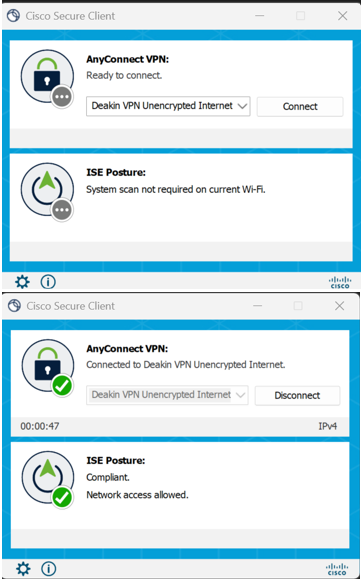 Cisco Secure Client
AnyConnect VPN:
Ready to connect.
Deakin VPN Unencrypted Internet
Connect
ISE Posture:
System scan not required on current Wi-Fi.
CISCO
Cisco Secure Client
AnyConnect VPN:
Connected to Deakin VPN Unencrypted Internet.
Deakin VPN Unencrypted Internet
Disconnect
00:00:47
IPv4
ISE Posture:
Compliant.
Network access allowed.
CISCO